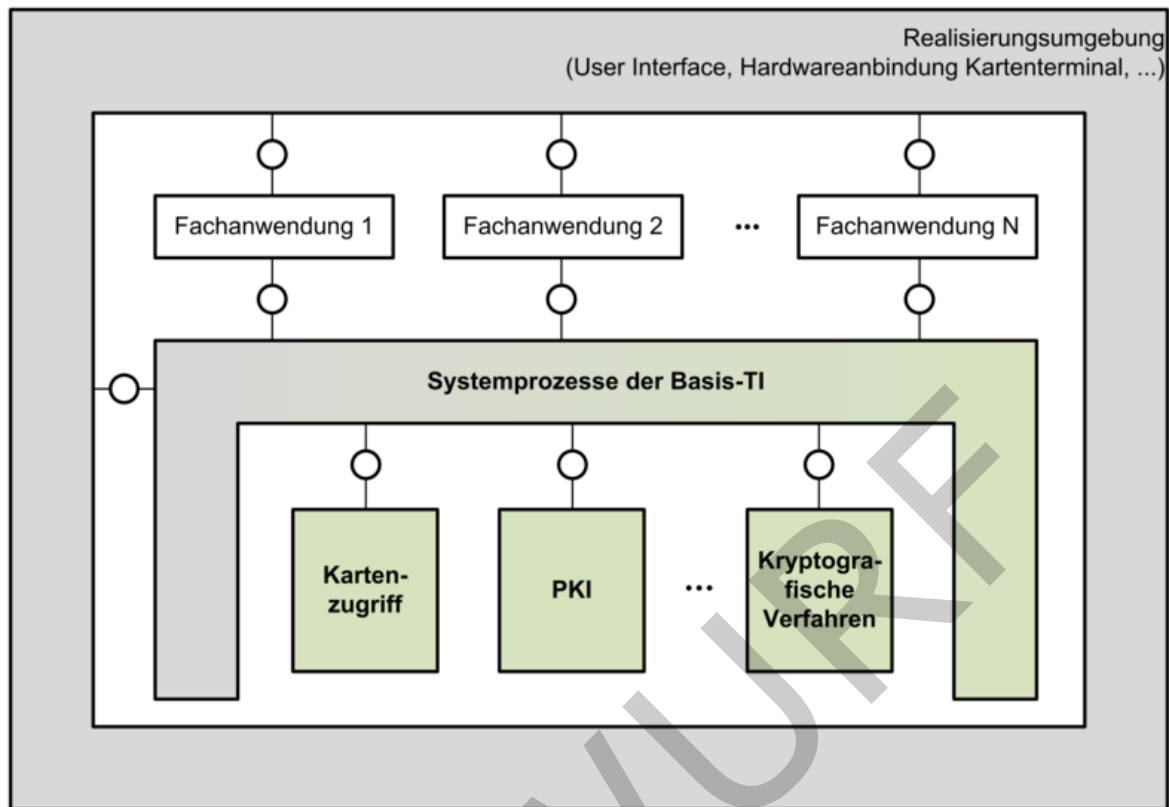 Realisierungsumgebung
(User Interface, Hardwareanbindung Kartenterminal, ...)
Fachanwendung 1
Fachanwendung 2
...
Fachanwendung N
Systemprozesse der Basis-TI
Karten-
zugriff
PKI
...
Kryptogra-
fische
Verfahren